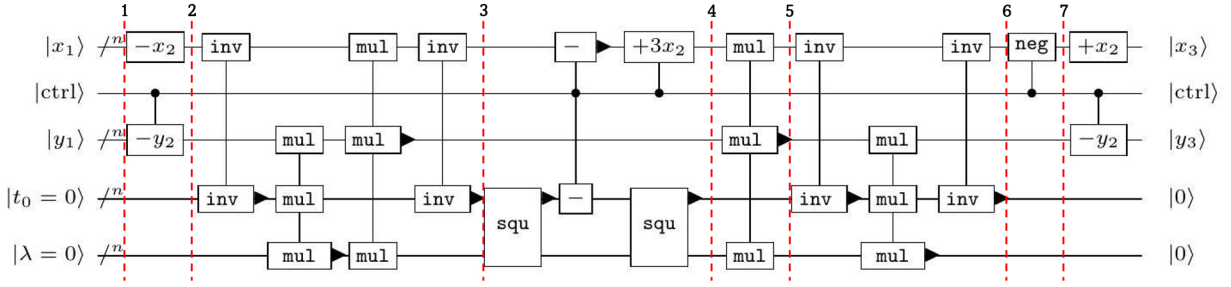 1 2 3 4 5 6 7
|x₁⟩ /ⁿ −x₂ inv mul inv − +3x₂ mul inv inv neg +x₂ |x₃⟩
|ctrl⟩ |ctrl⟩
|y₁⟩ /ⁿ −y₂ mul mul mul mul −y₂ |y₃⟩
|t₀ = 0⟩ /ⁿ inv mul inv squ − squ inv mul inv |0⟩
|λ = 0⟩ /ⁿ mul mul mul mul |0⟩